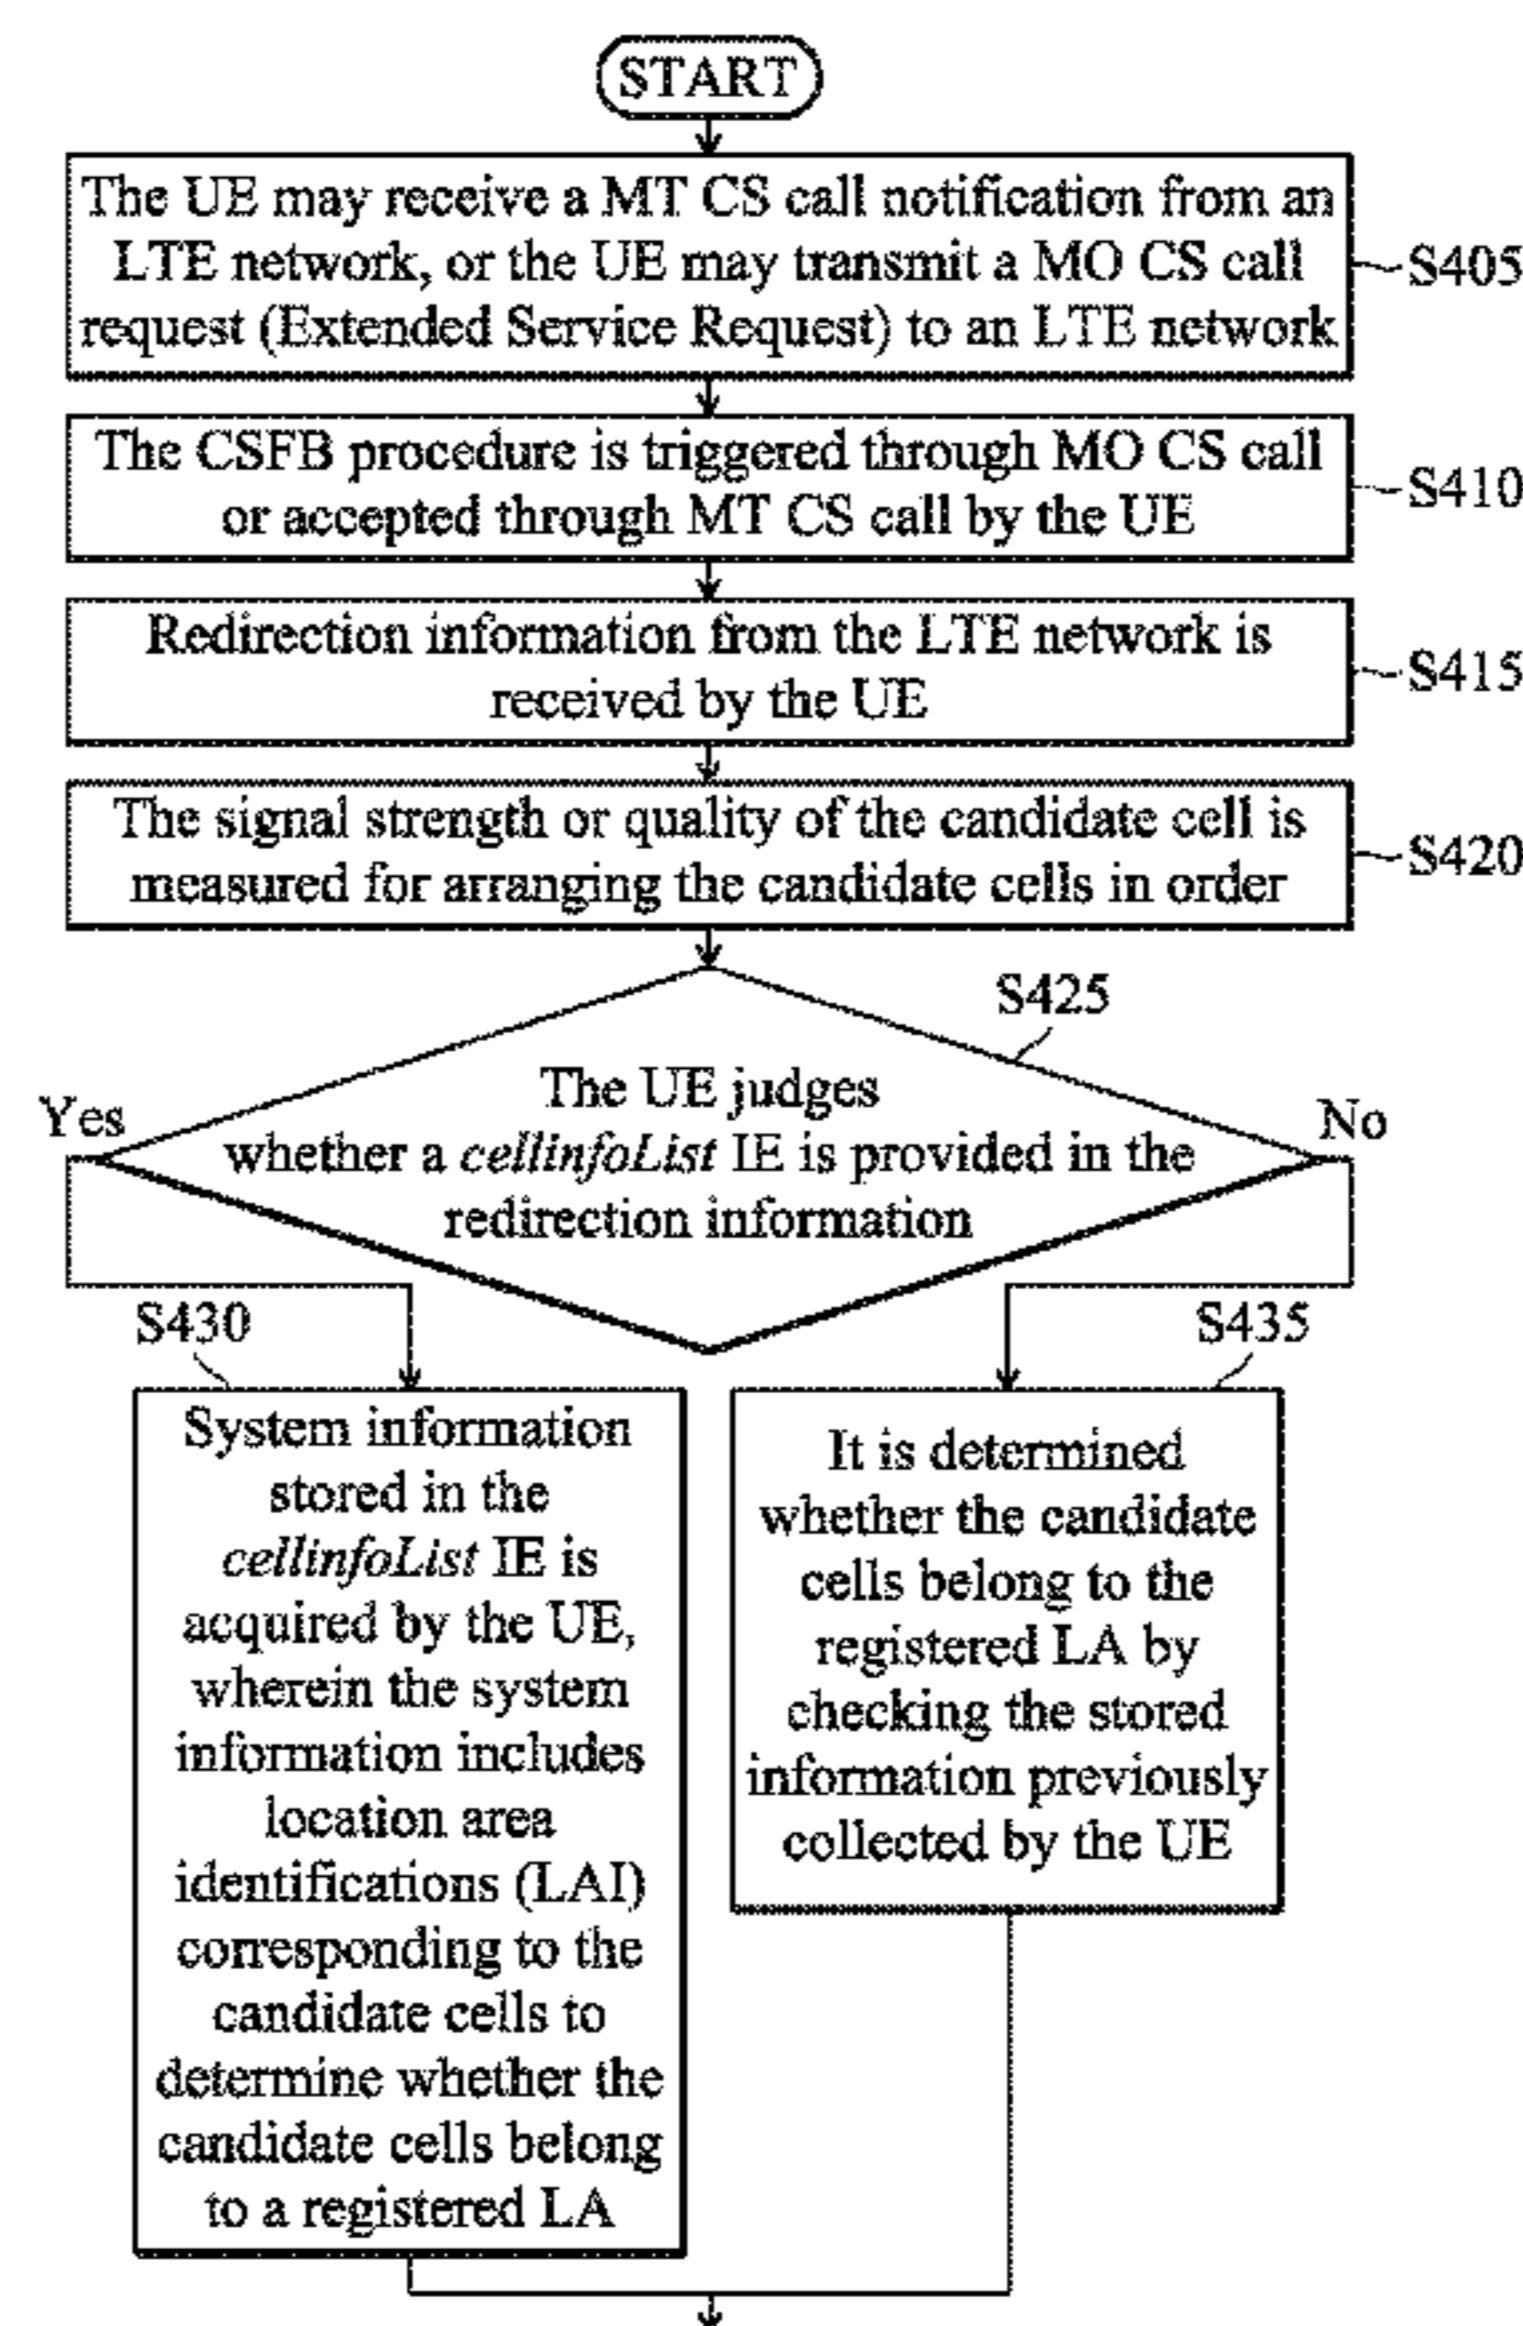 START
The UE may receive a MT CS call notification from an
LTE network, or the UE may transmit a MO CS call
request (Extended Service Request) to an LTE network
S405
The CSFB procedure is triggered through MO CS call
or accepted through MT CS call by the UE
S410
Redirection information from the LTE network is
received by the UE
S415
The signal strength or quality of the candidate cell is
measured for arranging the candidate cells in order
S420
S425
The UE judges
whether a cellinfoList IE is provided in the
redirection information
Yes
No
S430
System information
stored in the
cellinfoList IE is
acquired by the UE,
wherein the system
information includes
location area
identifications (LAI)
corresponding to the
candidate cells to
determine whether the
candidate cells belong
to a registered LA
S435
It is determined
whether the candidate
cells belong to the
registered LA by
checking the stored
information previously
collected by the UE